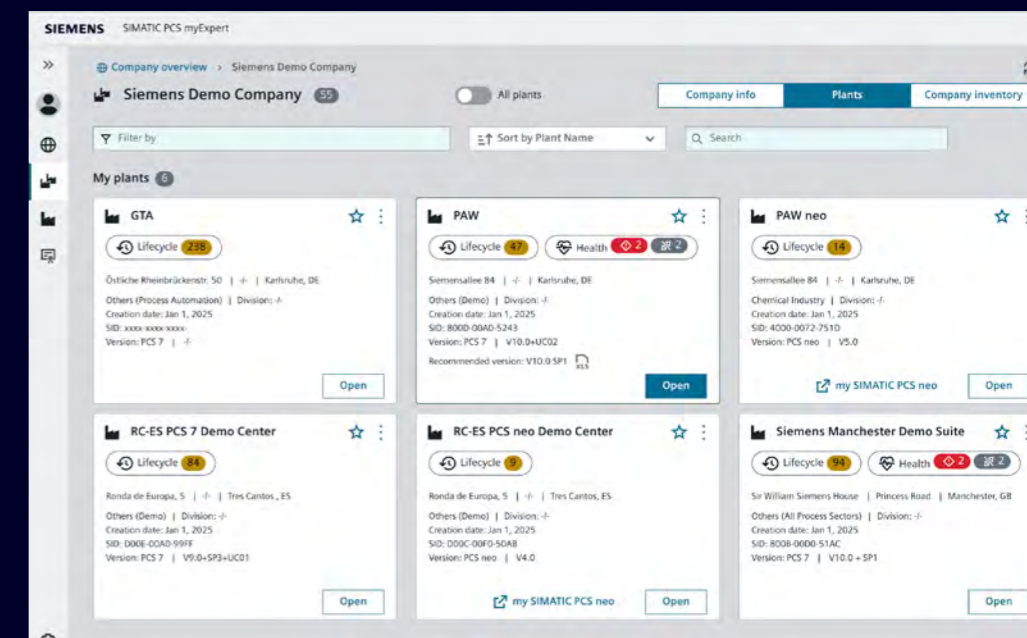 SIEMENS SIMATIC PCS myExpert
Company overview > Siemens Demo Company
Siemens Demo Company 55 All plants Company info Plants Company inventory
Filter by Sort by Plant Name Search
My plants 6
GTA
Lifecycle 238
Östliche Rheinbrückenstr. 50 | -/- | Karlsruhe, DE
Others (Process Automation) | Division: -/-
Creation date: Jan 1, 2025
SID: xxxx-xxxx-xxxx-
Version: PCS 7 | -/-
Open
PAW
Lifecycle 47 Health 2 2
Siemensallee 84 | -/- | Karlsruhe, DE
Others (Demo) | Division: -/-
Creation date: Jan 1, 2025
SID: 800D-00A0-5243
Version: PCS 7 | V10.0+UC02
Recommended version: V10.0 SP1 XLS
Open
PAW neo
Lifecycle 14
Siemensallee 84 | -/- | Karlsruhe, DE
Chemical Industry | Division: -/-
Creation date: Jan 1, 2025
SID: 4000-0072-751D
Version: PCS neo | V5.0
my SIMATIC PCS neo Open
RC-ES PCS 7 Demo Center
Lifecycle 84
Ronda de Europa, 5 | -/- | Tres Cantos , ES
Others (Demo) | Division: -/-
Creation date: Jan 1, 2025
SID: D00E-00A0-99FF
Version: PCS 7 | V9.0+SP3+UC01
Open
RC-ES PCS neo Demo Center
Lifecycle 9
Ronda de Europa, 5 | -/- | Tres Cantos, ES
Others (Demo) | Division: -/-
Creation date: Jan 1, 2025
SID: D00C-00F0-50AB
Version: PCS neo | V4.0
my SIMATIC PCS neo Open
Siemens Manchester Demo Suite
Lifecycle 94 Health 2 2
Sir William Siemens House | Princess Road | Manchester, GB
Others (All Process Sectors) | Division: -/-
Creation date: Jan 1, 2025
SID: 800B-00D0-51AC
Version: PCS 7 | V10.0 + SP1
Open